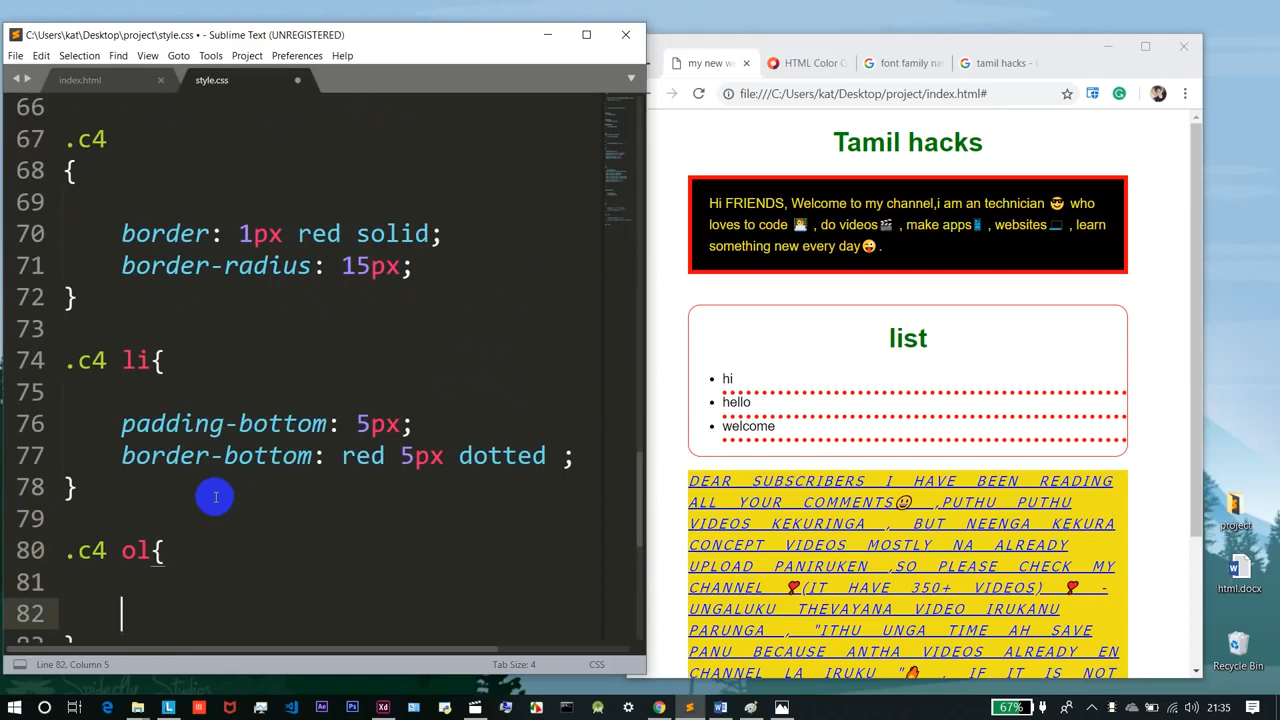 C:\Users\kat\Desktop\project\style.css • - Sublime Text (UNREGISTERED)
File Edit Selection Find View Goto Tools Project Preferences Help
index.html
style.css
66
67 .c4
68 {
69
70 border: 1px red solid;
71 border-radius: 15px;
72 }
73
74 .c4 li{
75
76 padding-bottom: 5px;
77 border-bottom: red 5px dotted ;
78 }
79
80 .c4 ol{
81
82
Line 82, Column 5
Tab Size: 4
CSS
my new w
HTML Color C
font family na
tamil hacks - G
file:///C:/Users/kat/Desktop/project/index.html#
Tamil hacks
Hi FRIENDS, Welcome to my channel,i am an technician 😎 who
loves to code 👨‍💻 , do videos🎬 , make apps📱 , websites💻 , learn
something new every day😜 .
list
• hi
• hello
• welcome
DEAR SUBSCRIBERS I HAVE BEEN READING
ALL YOUR COMMENTS😃 ,PUTHU PUTHU
VIDEOS KEKURINGA , BUT NEENGA KEKURA
CONCEPT VIDEOS MOSTLY NA ALREADY
UPLOAD PANIRUKEN ,SO PLEASE CHECK MY
CHANNEL ❣(IT HAVE 350+ VIDEOS) ❣ -
UNGALUKU THEVAYANA VIDEO IRUKANU
PARUNGA , "ITHU UNGA TIME AH SAVE
PANU BECAUSE ANTHA VIDEOS ALREADY EN
CHANNEL LA IRUKU "🔥 , IF IT IS NOT
project
html.docx
Recycle Bin
Spiderfly Studios
67%
21:35